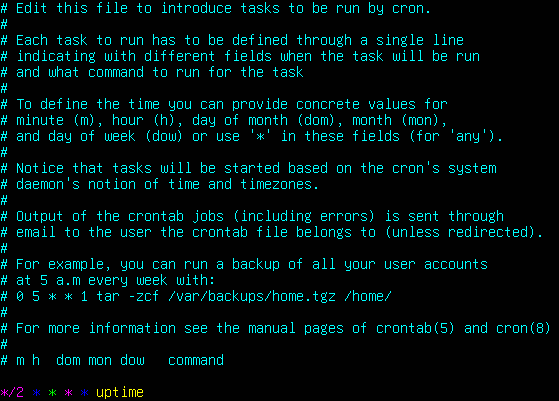 # Edit this file to introduce tasks to be run by cron.
#
# Each task to run has to be defined through a single line
# indicating with different fields when the task will be run
# and what command to run for the task
#
# To define the time you can provide concrete values for
# minute (m), hour (h), day of month (dom), month (mon),
# and day of week (dow) or use '*' in these fields (for 'any').
#
# Notice that tasks will be started based on the cron's system
# daemon's notion of time and timezones.
#
# Output of the crontab jobs (including errors) is sent through
# email to the user the crontab file belongs to (unless redirected).
#
# For example, you can run a backup of all your user accounts
# at 5 a.m every week with:
# 0 5 * * 1 tar -zcf /var/backups/home.tgz /home/
#
# For more information see the manual pages of crontab(5) and cron(8)
#
# m h  dom mon dow   command
*/2 * * * * uptime